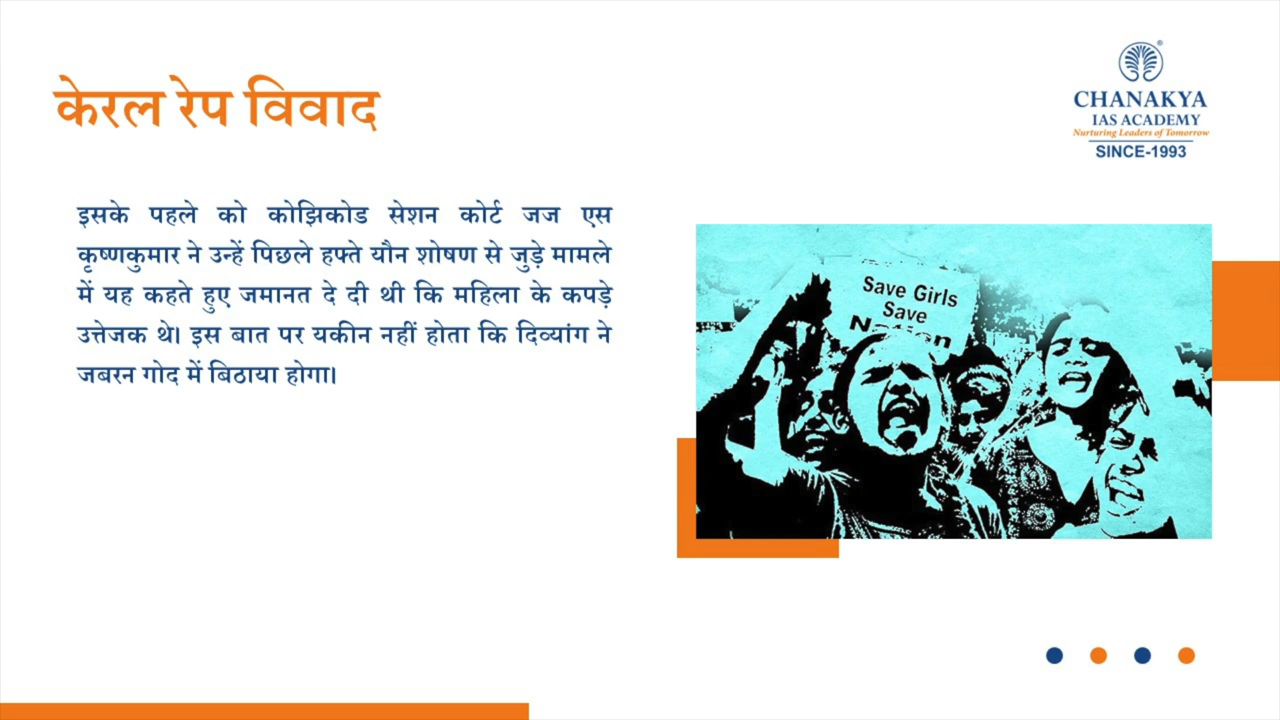 केरल रेप विवाद
CHANAKYA
IAS ACADEMY
Nurturing Leaders of Tomorrow
SINCE-1993
इसके पहले को कोझिकोड सेशन कोर्ट जज एस
कृष्णकुमार ने उन्हें पिछले हफ्ते यौन शोषण से जुड़े मामले
में यह कहते हुए जमानत दे दी थी कि महिला के कपड़े
उत्तेजक थे। इस बात पर यकीन नहीं होता कि दिव्यांग ने
जबरन गोद में बिठाया होगा।
Save Girls
Save
Nation